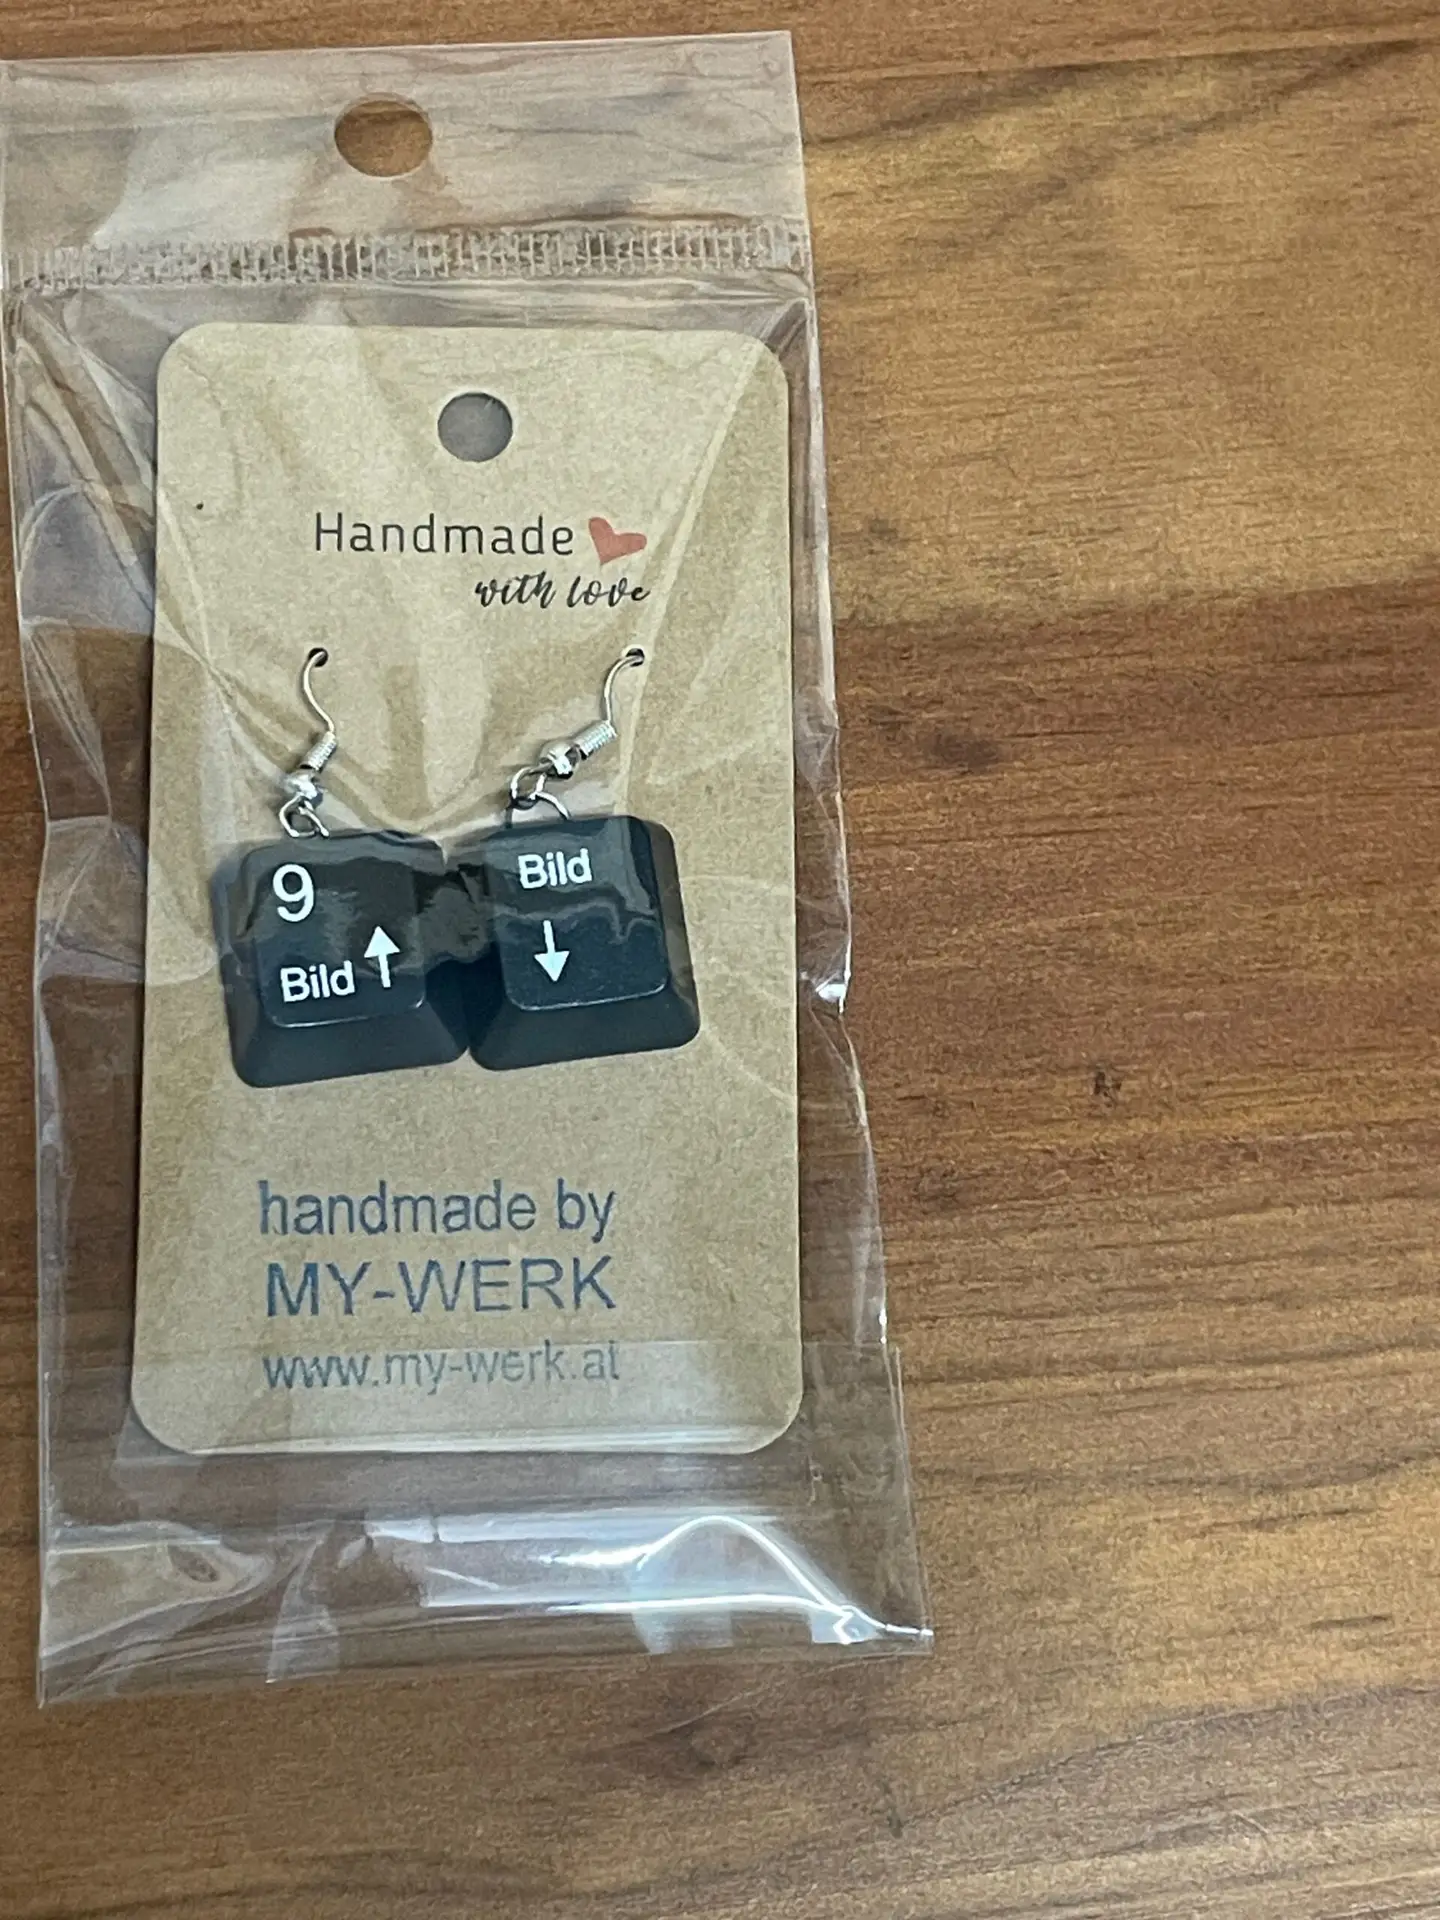 Handmade
with love
9
Bild ↑
Bild
↓
handmade by
MY-WERK
www.my-werk.at